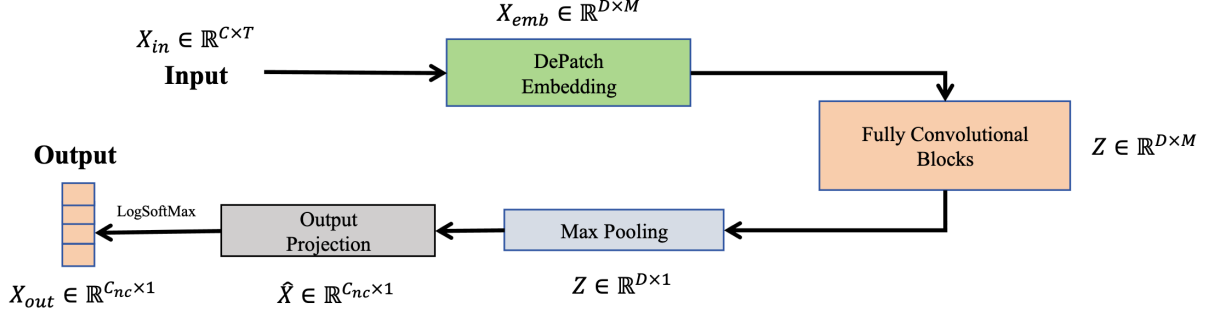 X_{emb} ∈ ℝ^{D×M}
X_{in} ∈ ℝ^{C×T}
Input
DePatch
Embedding
Fully Convolutional
Blocks
Z ∈ ℝ^{D×M}
Output
LogSoftMax
Output
Projection
Max Pooling
X_{out} ∈ ℝ^{C_{nc}×1}
X̂ ∈ ℝ^{C_{nc}×1}
Z ∈ ℝ^{D×1}